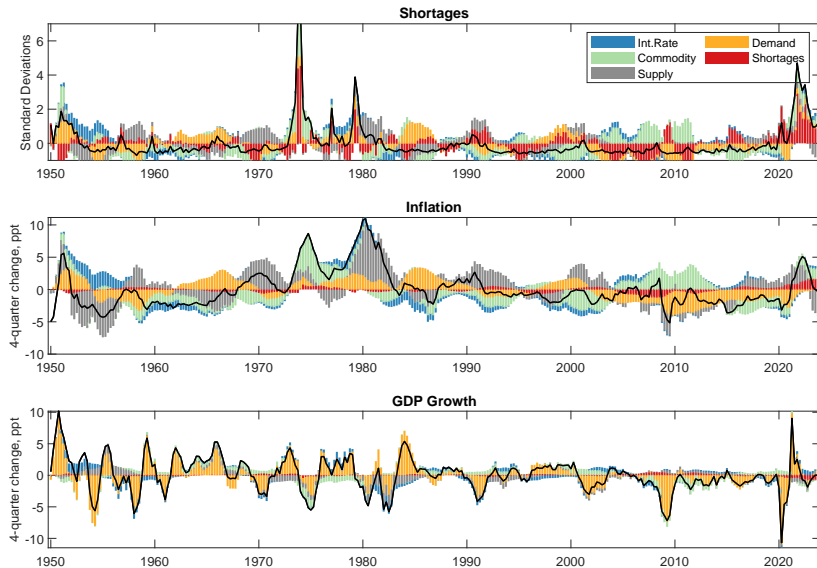 Shortages
Standard Deviations
6
4
2
0
Int.Rate
Commodity
Supply
Demand
Shortages
1950 1960 1970 1980 1990 2000 2010 2020
Inflation
4-quarter change, ppt
10
5
0
-5
-10
1950 1960 1970 1980 1990 2000 2010 2020
GDP Growth
4-quarter change, ppt
10
5
0
-5
-10
1950 1960 1970 1980 1990 2000 2010 2020